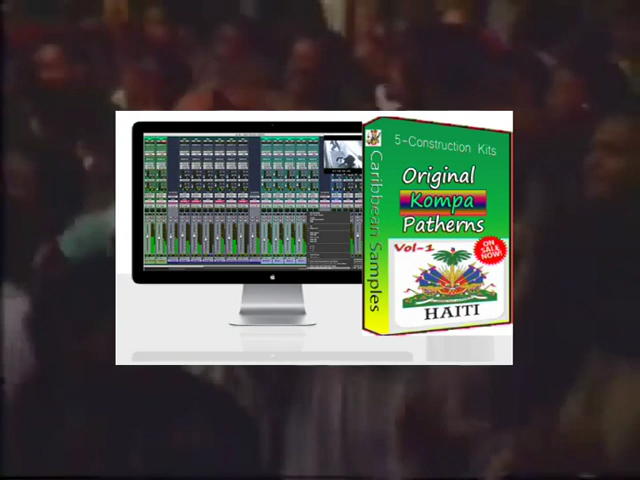 5-Construction Kits
Original
Kompa
Patherns
Vol-1
ON
SALE
NOW!
HAITI
Caribbean Samples